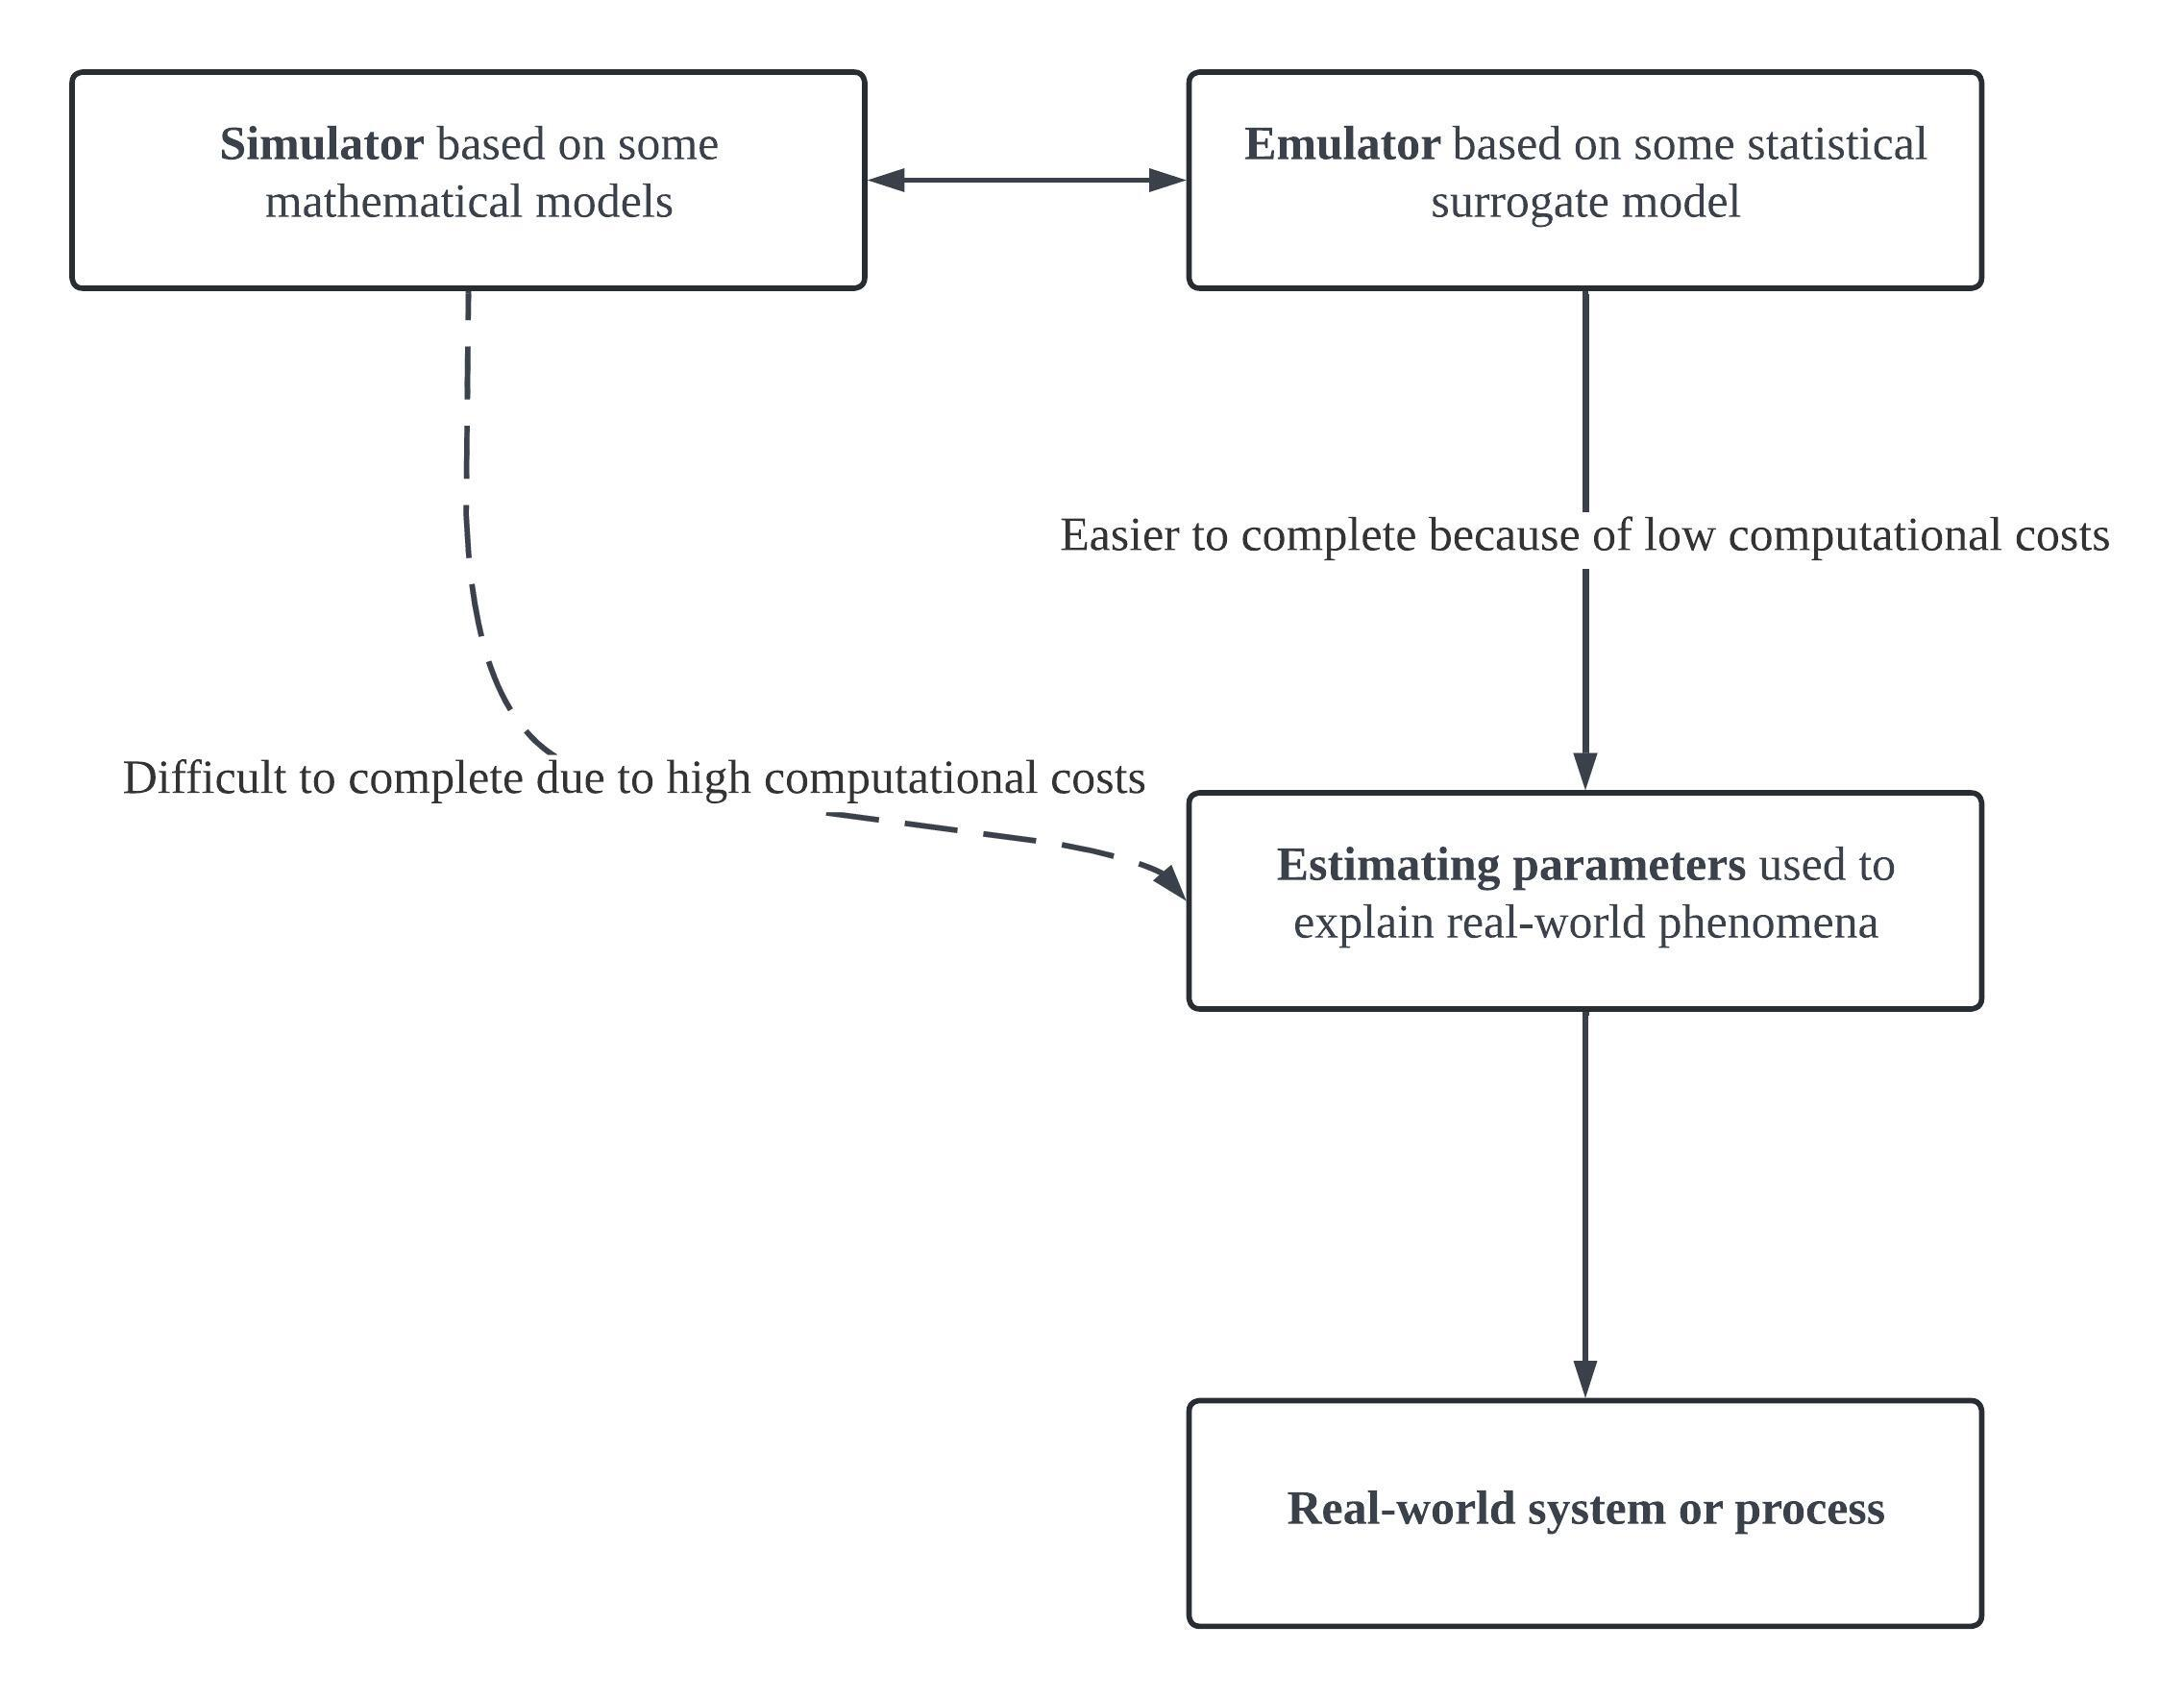 Simulator based on some
mathematical models
Emulator based on some statistical
surrogate model
Easier to complete because of low computational costs
Difficult to complete due to high computational costs
Estimating parameters used to
explain real-world phenomena
Real-world system or process